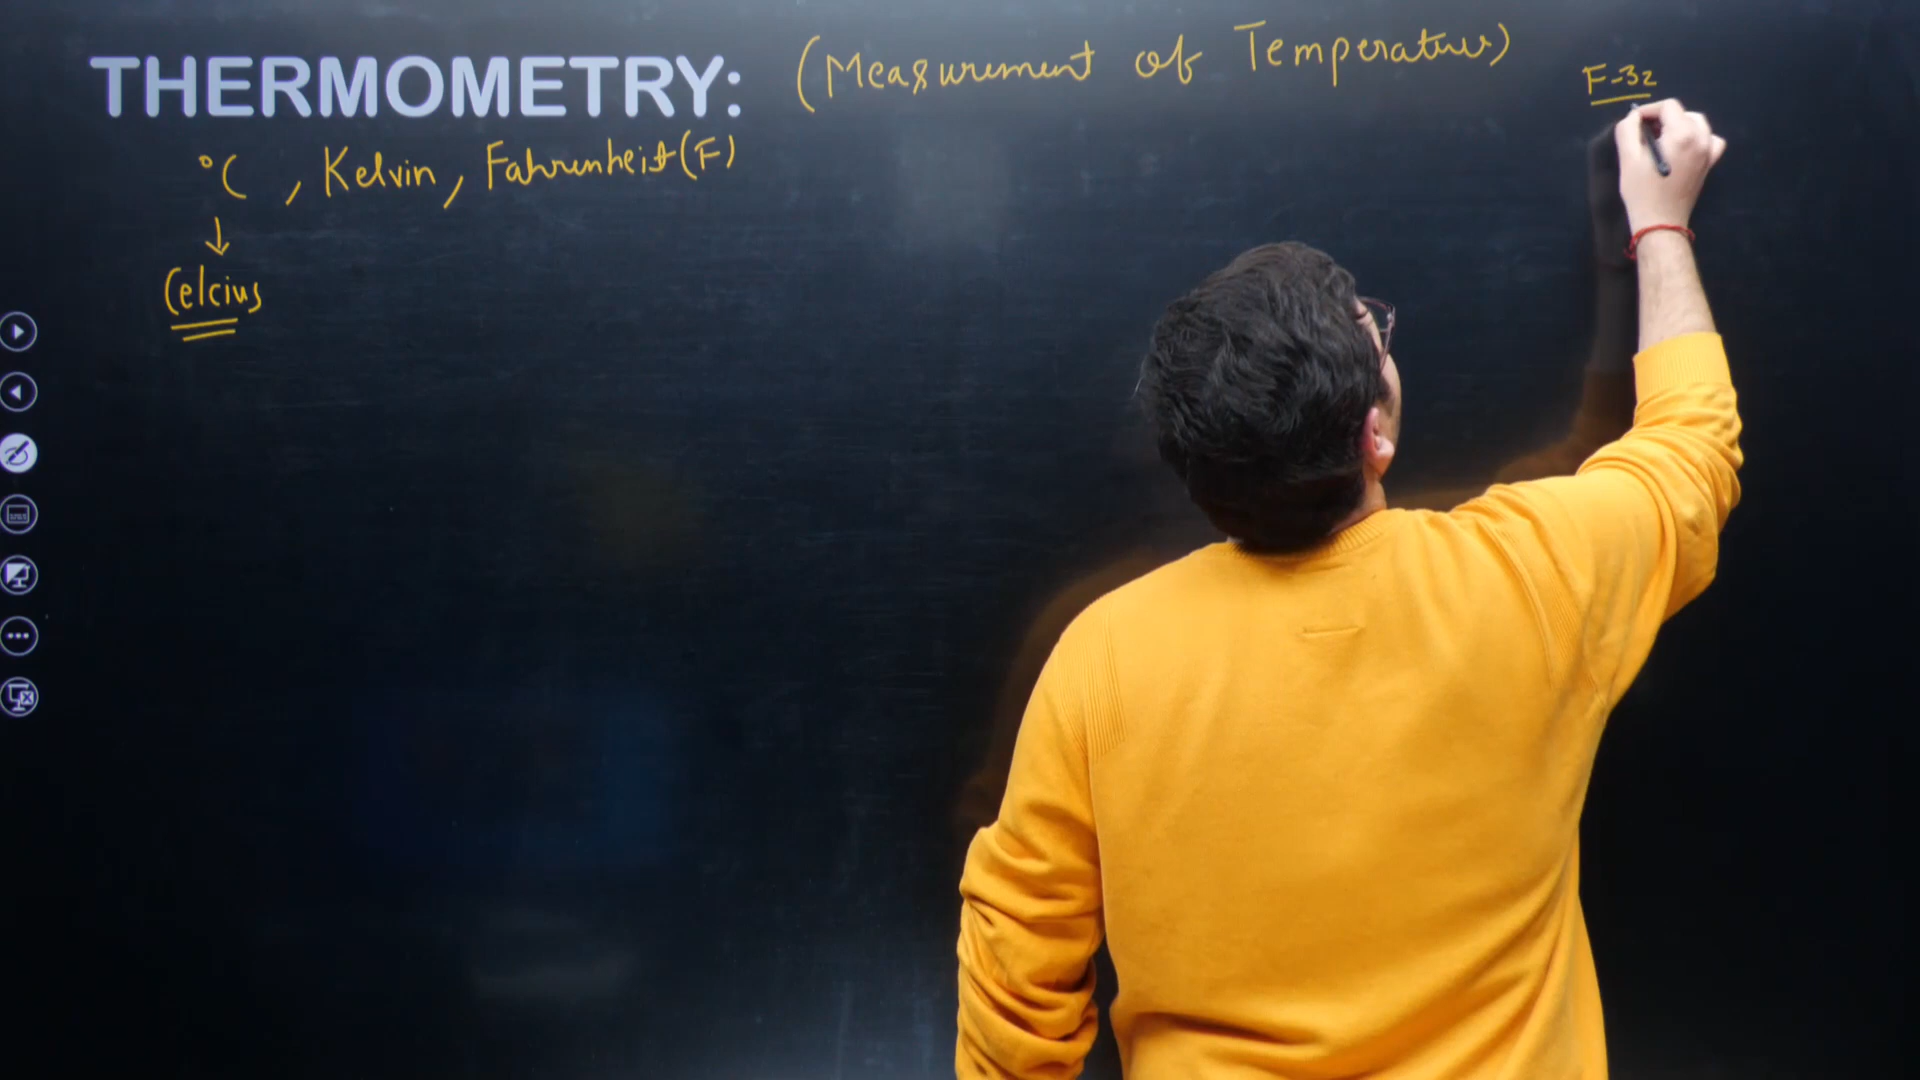 THERMOMETRY: (Measurement of Temperature)
°C , Kelvin, Fahrenheit(F)
↓
Celcius
F-32